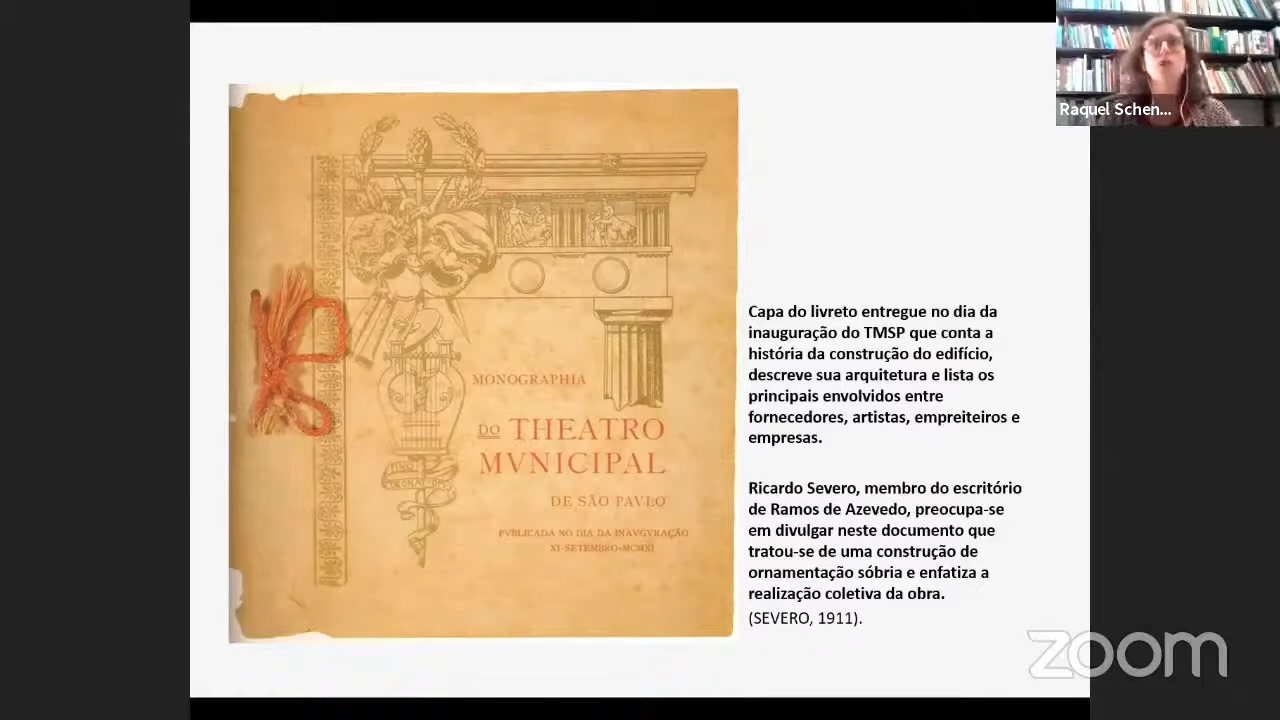 Raquel Schen...
MONOGRAPHIA
DO THEATRO
MVNICIPAL
DE SÃO PAVLO
PVBLICADA NO DIA DA INAVGVRAÇÃO
XI-SETEMBRO-MCMXI
FINIS
CORONAT OPVS
Capa do livreto entregue no dia da
inauguração do TMSP que conta a
história da construção do edifício,
descreve sua arquitetura e lista os
principais envolvidos entre
fornecedores, artistas, empreiteiros e
empresas.
Ricardo Severo, membro do escritório
de Ramos de Azevedo, preocupa-se
em divulgar neste documento que
tratou-se de uma construção de
ornamentação sóbria e enfatiza a
realização coletiva da obra.
(SEVERO, 1911).
zoom